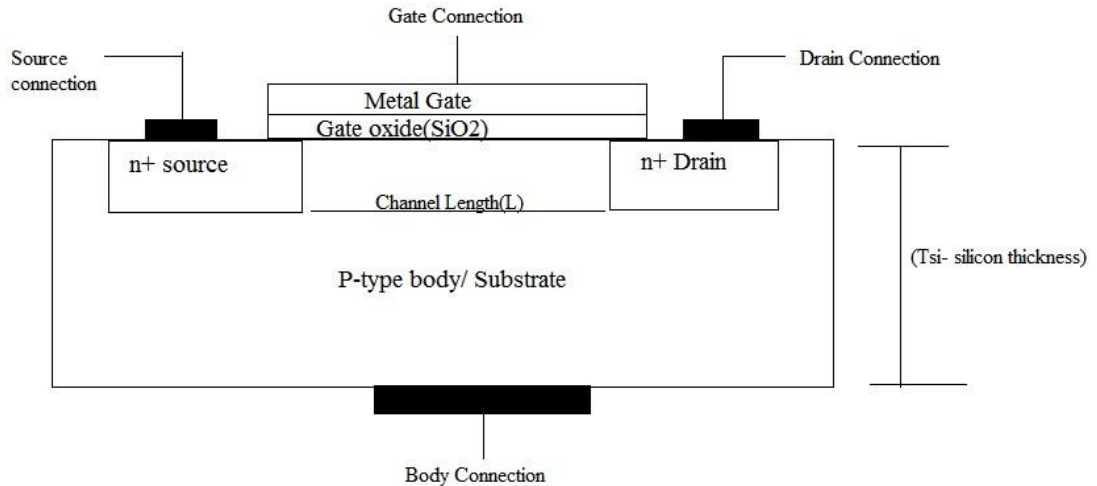 Gate Connection
Source
connection
Drain Connection
Metal Gate
Gate oxide(SiO2)
n+ source
n+ Drain
Channel Length(L)
(Tsi- silicon thickness)
P-type body/ Substrate
Body Connection